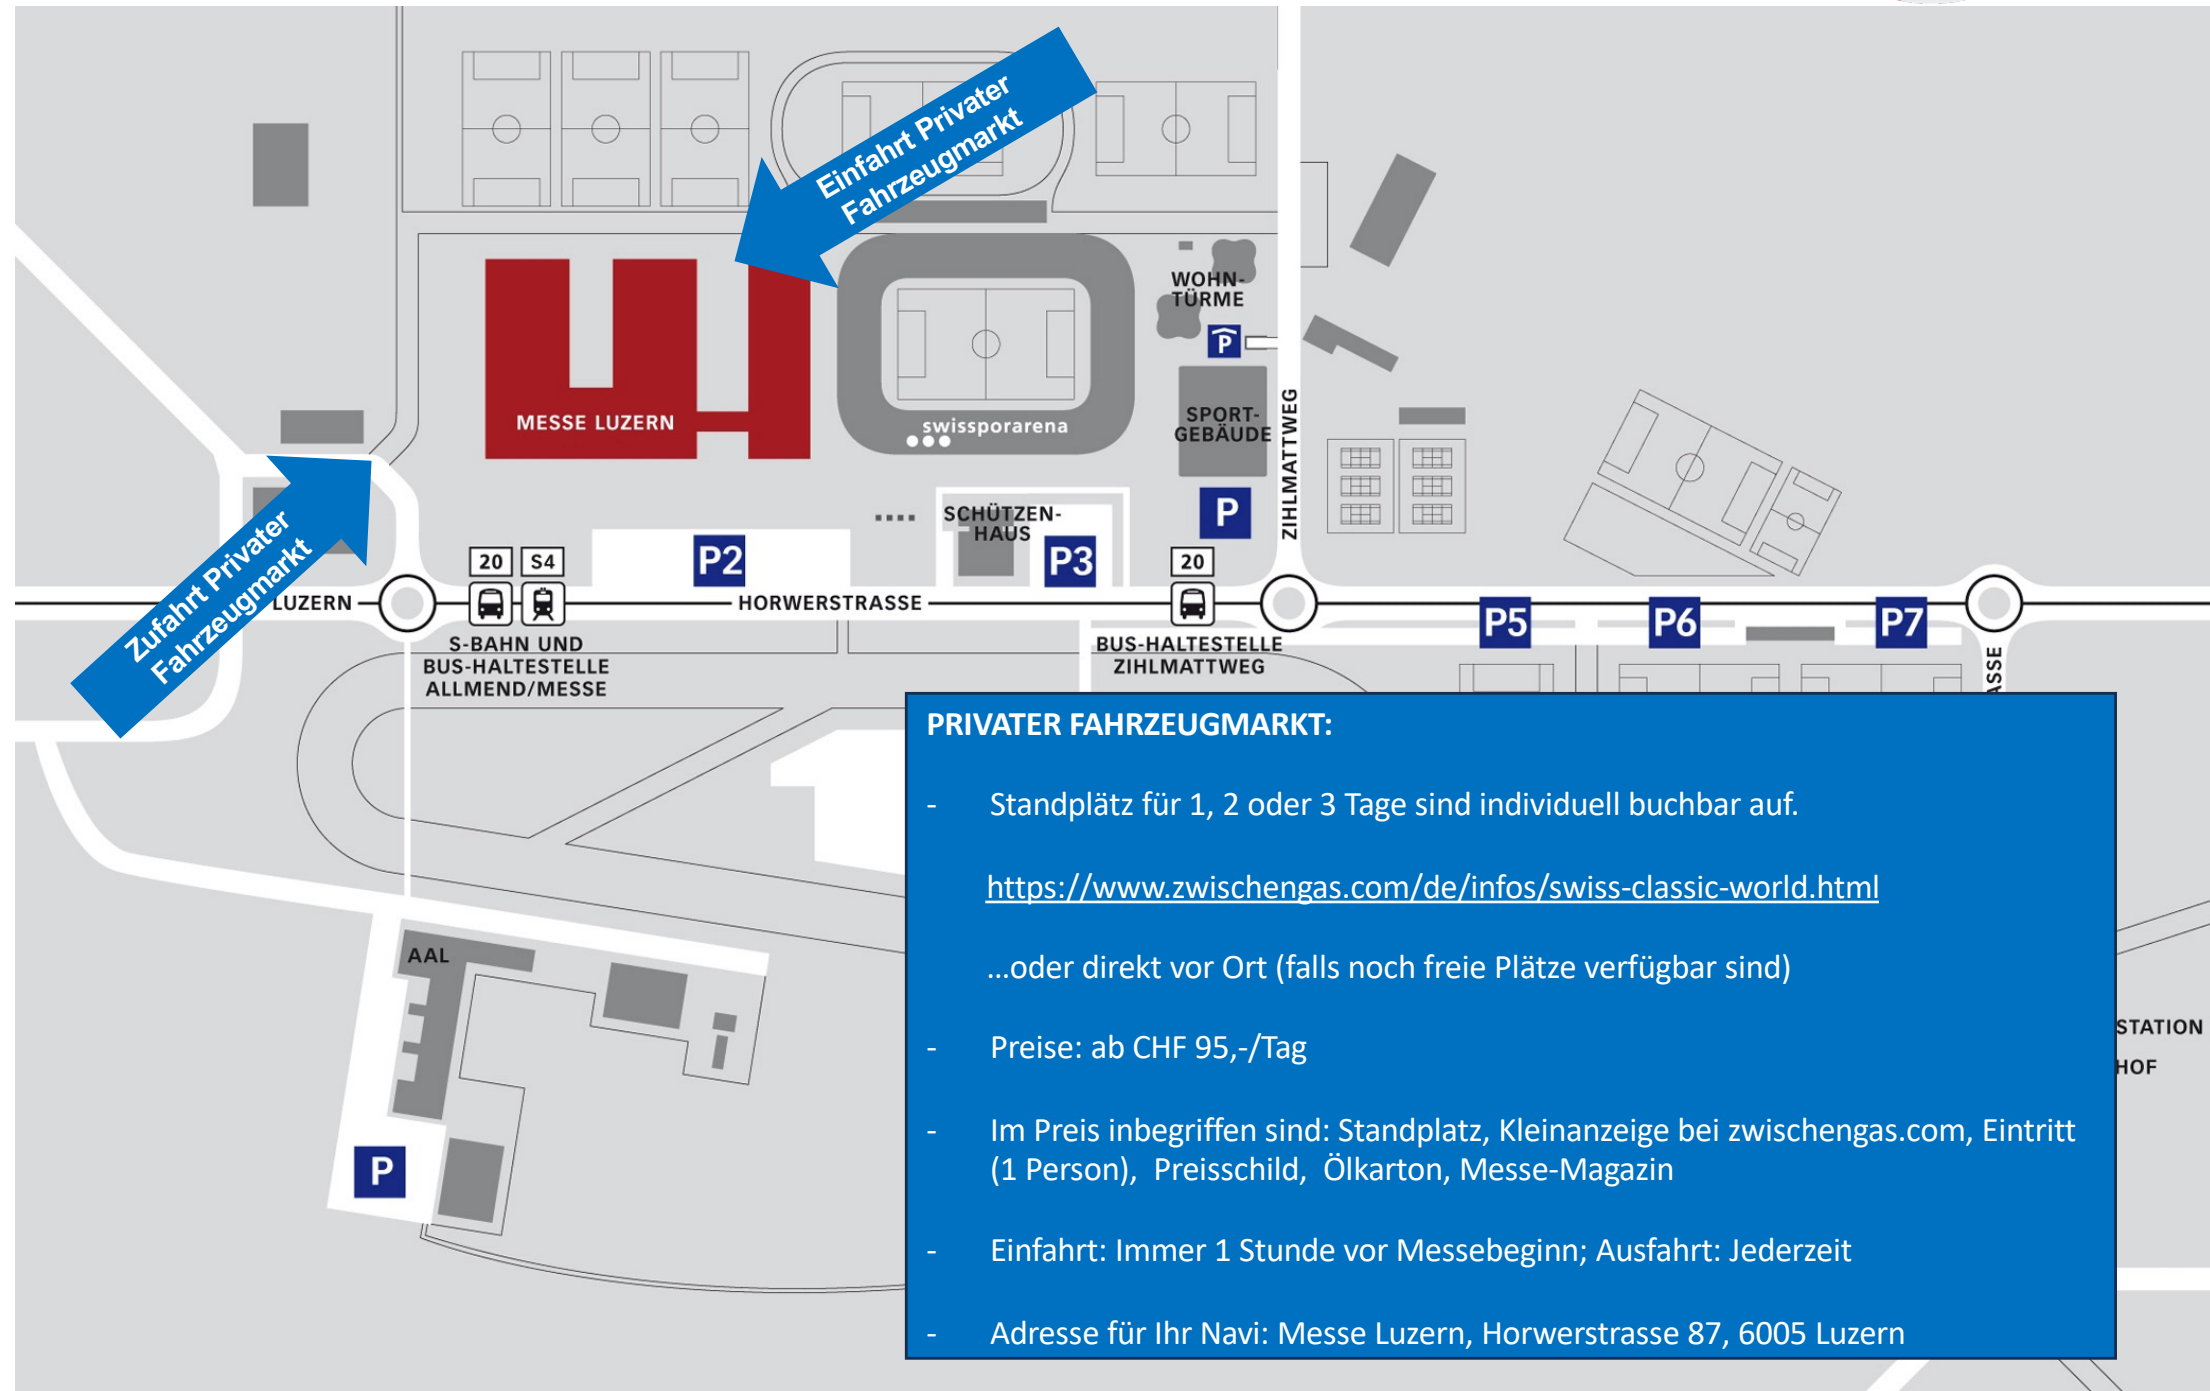 Einfahrt Privater
Fahrzeugmarkt
WOHN-
TÜRME
P
MESSE LUZERN
swissporarena
SPORT-
GEBÄUDE
ZIHLMATTWEG
Zufahrt Privater
Fahrzeugmarkt
SCHÜTZEN-
HAUS
P
20 S4
P2
P3
20
LUZERN
HORWERSTRASSE
P5
P6
P7
S-BAHN UND
BUS-HALTESTELLE
ALLMEND/MESSE
BUS-HALTESTELLE
ZIHLMATTWEG
ASSE
PRIVATER FAHRZEUGMARKT:
- Standplätz für 1, 2 oder 3 Tage sind individuell buchbar auf.
https://www.zwischengas.com/de/infos/swiss-classic-world.html
...oder direkt vor Ort (falls noch freie Plätze verfügbar sind)
- Preise: ab CHF 95,-/Tag
- Im Preis inbegriffen sind: Standplatz, Kleinanzeige bei zwischengas.com, Eintritt
(1 Person), Preisschild, Ölkarton, Messe-Magazin
- Einfahrt: Immer 1 Stunde vor Messebeginn; Ausfahrt: Jederzeit
- Adresse für Ihr Navi: Messe Luzern, Horwerstrasse 87, 6005 Luzern
AAL
P
STATION
HOF